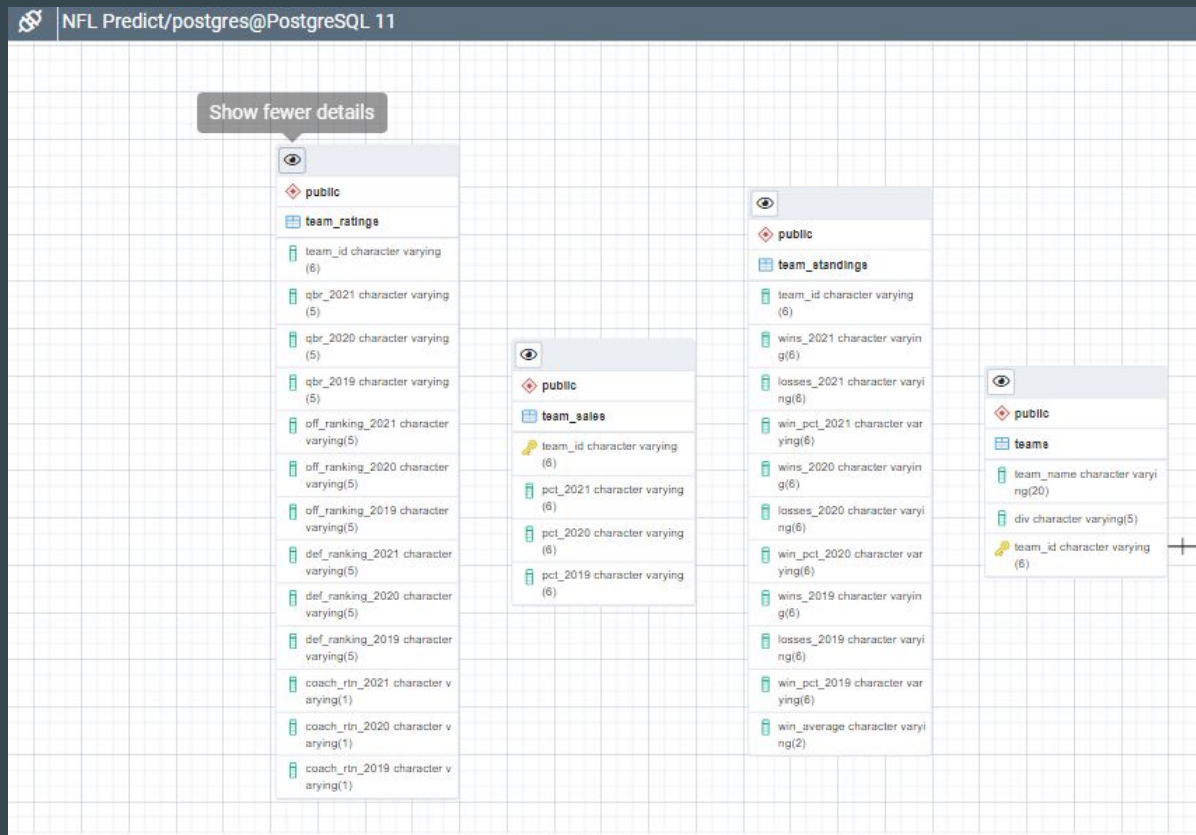 NFL Predict/postgres@PostgreSQL 11
Show fewer details
public
team_ratings
team_id character varying
(6)
qbr_2021 character varying
(5)
qbr_2020 character varying
(5)
qbr_2019 character varying
(5)
off_ranking_2021 character
varying(5)
off_ranking_2020 character
varying(5)
off_ranking_2019 character
varying(5)
def_ranking_2021 character
varying(5)
def_ranking_2020 character
varying(5)
def_ranking_2019 character
varying(5)
coach_rtn_2021 character v
arying(1)
coach_rtn_2020 character v
arying(1)
coach_rtn_2019 character v
arying(1)
public
team_sales
team_id character varying
(6)
pct_2021 character varying
(6)
pct_2020 character varying
(6)
pct_2019 character varying
(6)
public
team_standings
team_id character varying
(6)
wins_2021 character varyin
g(6)
losses_2021 character varyi
ng(6)
win_pct_2021 character var
ying(6)
wins_2020 character varyin
g(6)
losses_2020 character varyi
ng(6)
win_pct_2020 character var
ying(6)
wins_2019 character varyin
g(6)
losses_2019 character varyi
ng(6)
win_pct_2019 character var
ying(6)
win_average character varyi
ng(2)
public
teams
team_name character varyi
ng(20)
div character varying(5)
team_id character varying
(6)